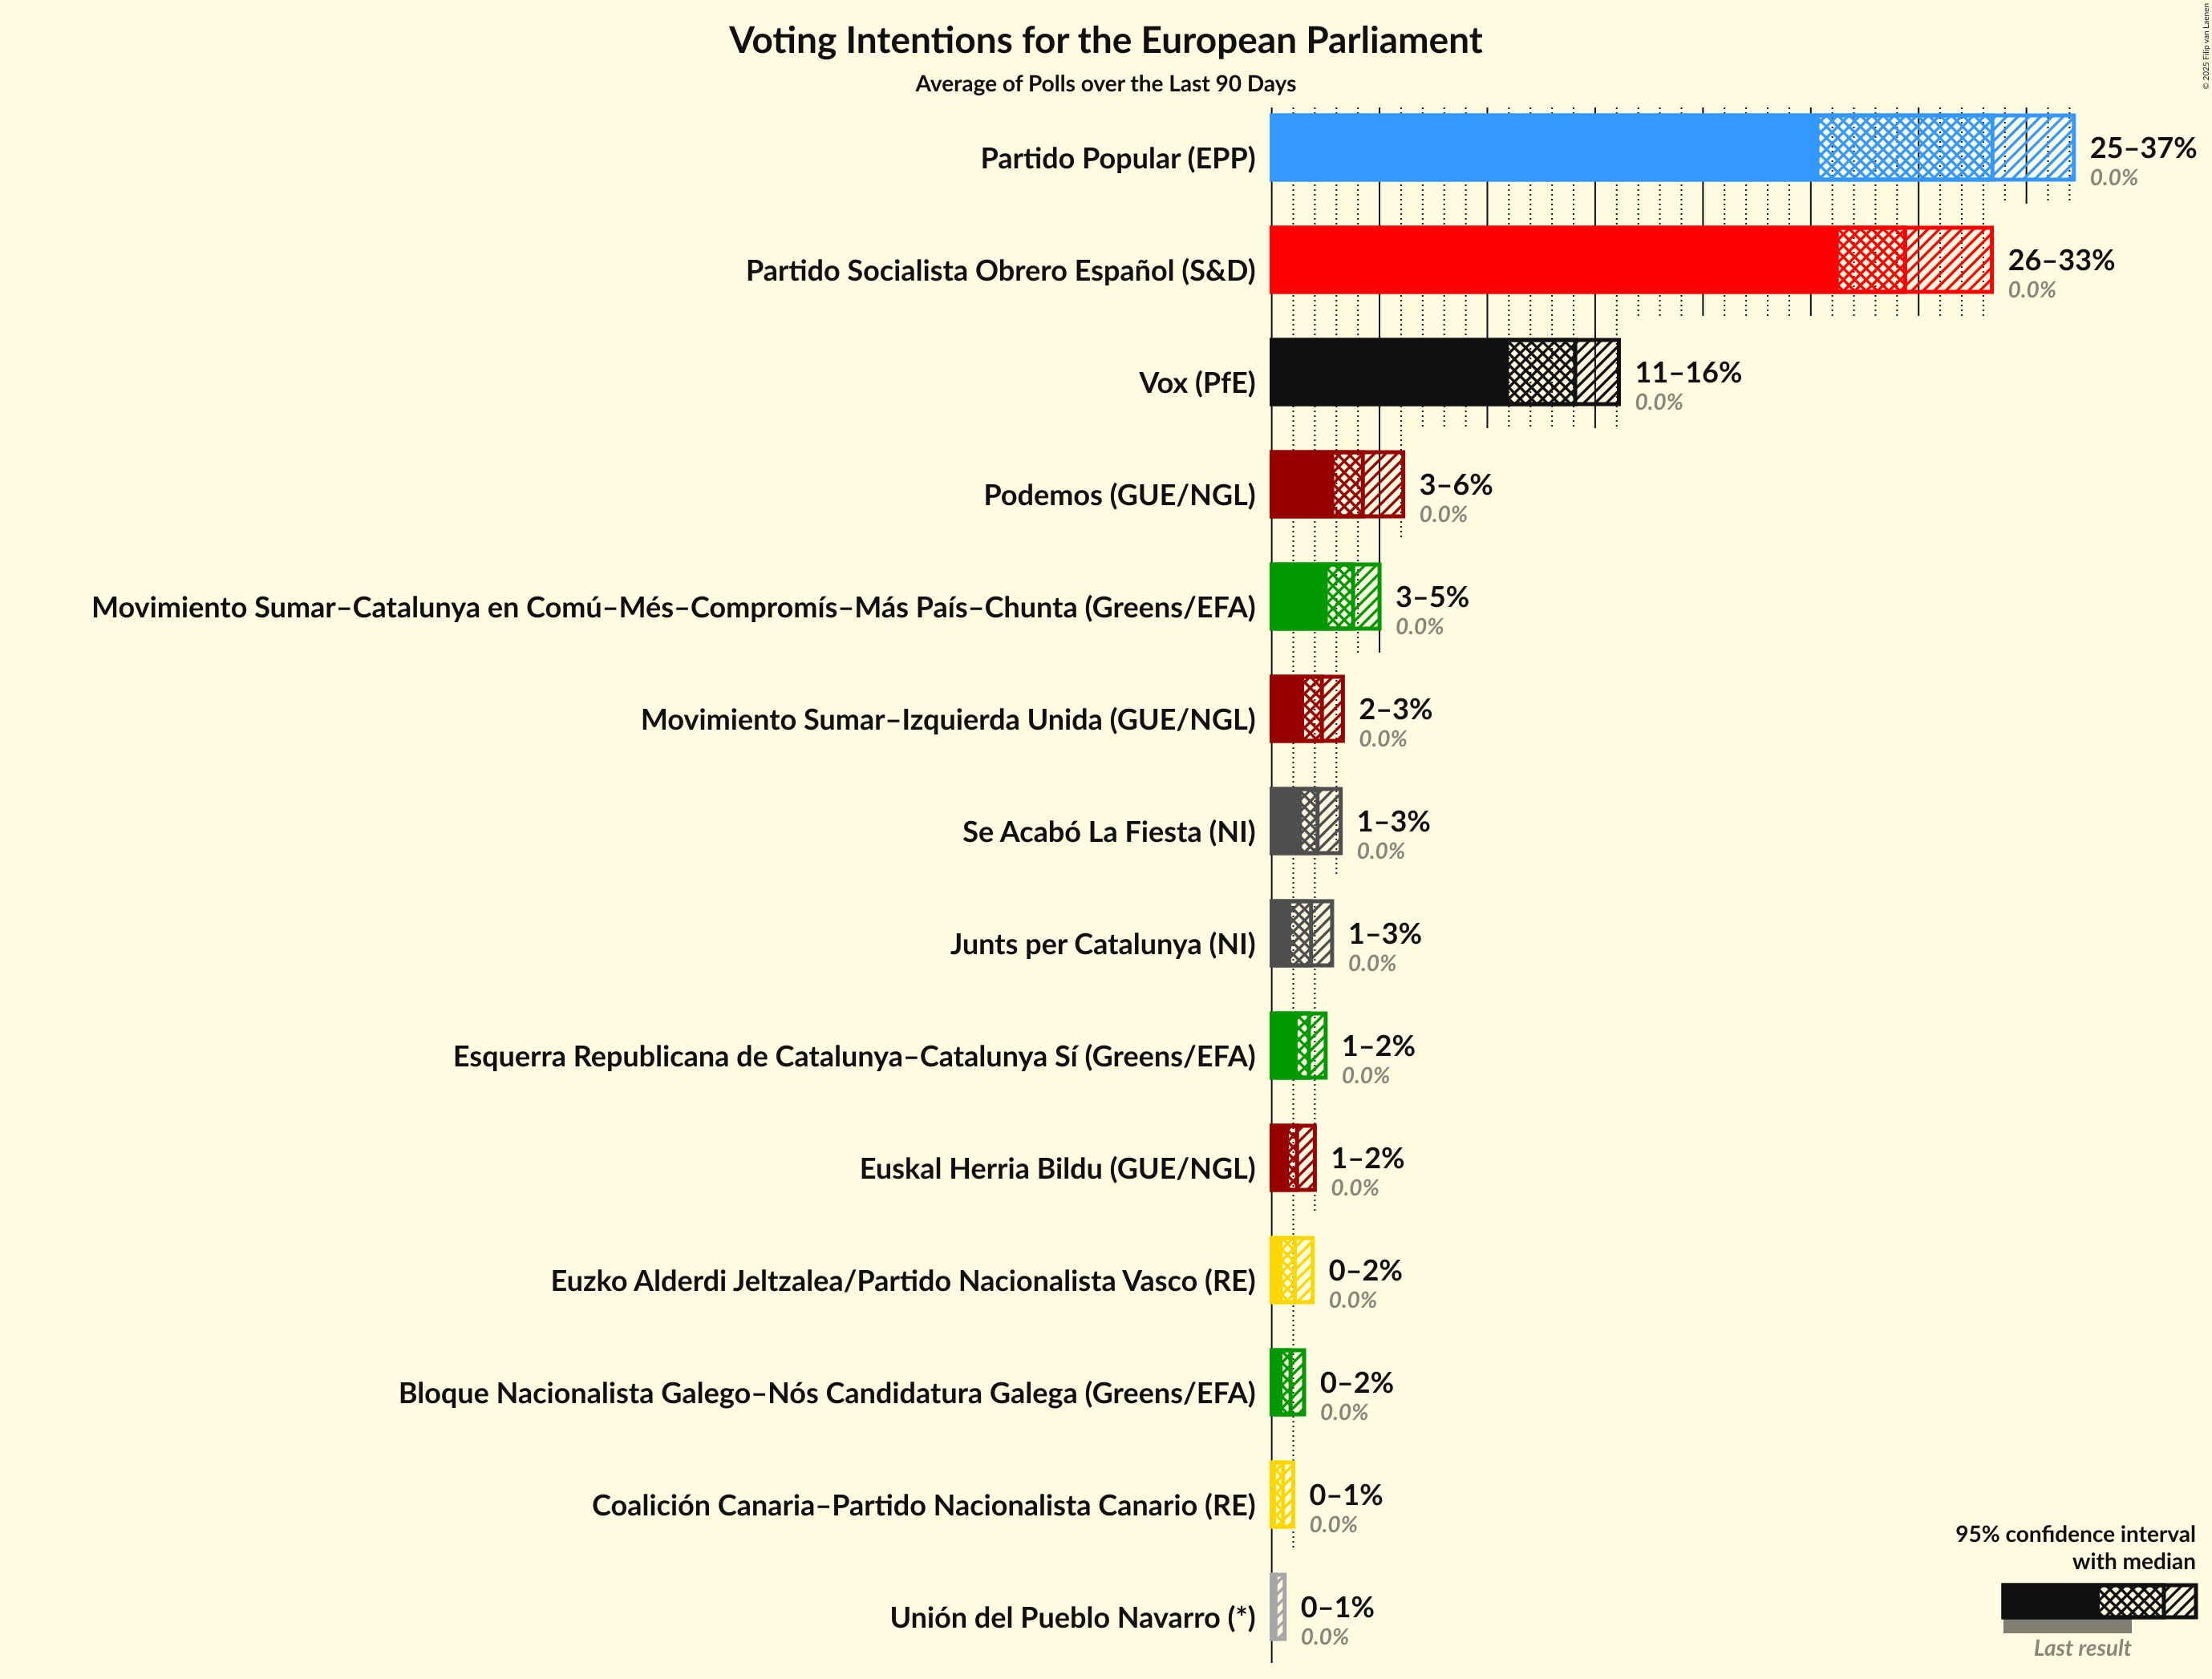 Voting Intentions for the European Parliament
Average of Polls over the Last 90 Days
© 2025 Filip van Laenen
Partido Popular (EPP)
25–37%
0.0%
Partido Socialista Obrero Español (S&D)
26–33%
0.0%
Vox (PfE)
11–16%
0.0%
Podemos (GUE/NGL)
3–6%
0.0%
Movimiento Sumar–Catalunya en Comú–Més–Compromís–Más País–Chunta (Greens/EFA)
3–5%
0.0%
Movimiento Sumar–Izquierda Unida (GUE/NGL)
2–3%
0.0%
Se Acabó La Fiesta (NI)
1–3%
0.0%
Junts per Catalunya (NI)
1–3%
0.0%
Esquerra Republicana de Catalunya–Catalunya Sí (Greens/EFA)
1–2%
0.0%
Euskal Herria Bildu (GUE/NGL)
1–2%
0.0%
Euzko Alderdi Jeltzalea/Partido Nacionalista Vasco (RE)
0–2%
0.0%
Bloque Nacionalista Galego–Nós Candidatura Galega (Greens/EFA)
0–2%
0.0%
Coalición Canaria–Partido Nacionalista Canario (RE)
0–1%
0.0%
Unión del Pueblo Navarro (*)
0–1%
0.0%
95% confidence interval
with median
Last result